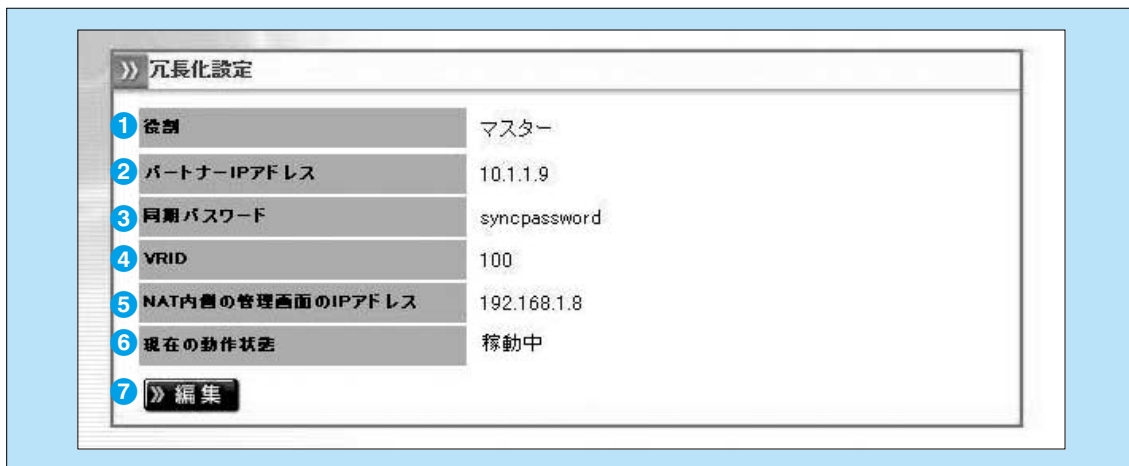 » 冗長化設定
1 役割 マスター
2 パートナーIPアドレス 10.1.1.9
3 同期パスワード syncpassword
4 VRID 100
5 NAT内側の管理画面のIPアドレス 192.168.1.8
6 現在の動作状態 稼動中
7 » 編集